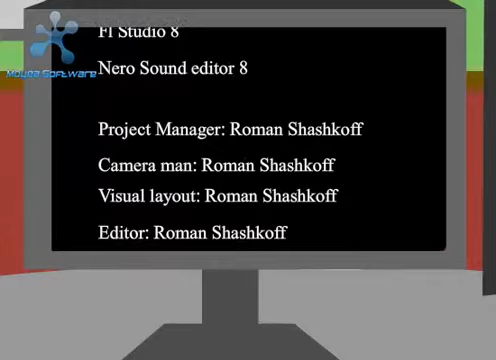 Fl Studio 8
Mouga Software
Nero Sound editor 8
Project Manager: Roman Shashkoff
Camera man: Roman Shashkoff
Visual layout: Roman Shashkoff
Editor: Roman Shashkoff